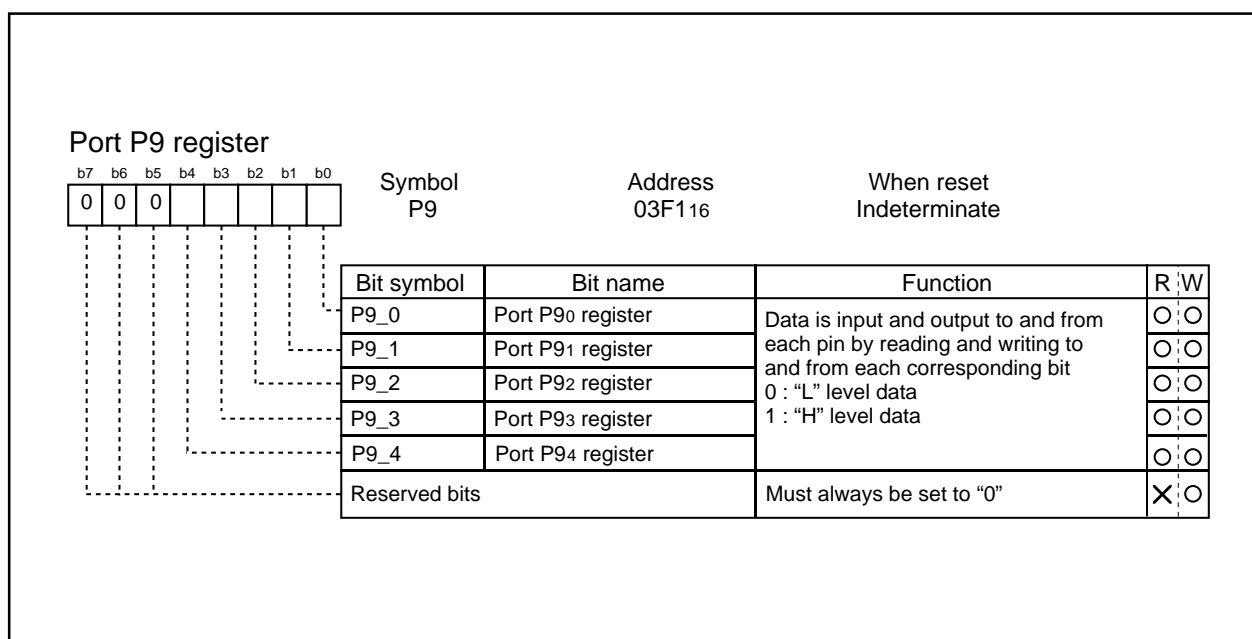 Port P9 register
b7 b6 b5 b4 b3 b2 b1 b0
0 0 0
Symbol Address When reset
P9 03F116 Indeterminate
Bit symbol Bit name Function R W
P9_0 Port P90 register
P9_1 Port P91 register
P9_2 Port P92 register
P9_3 Port P93 register
P9_4 Port P94 register
Data is input and output to and from
each pin by reading and writing to
and from each corresponding bit
0 : “L” level data
1 : “H” level data
Reserved bits Must always be set to “0”